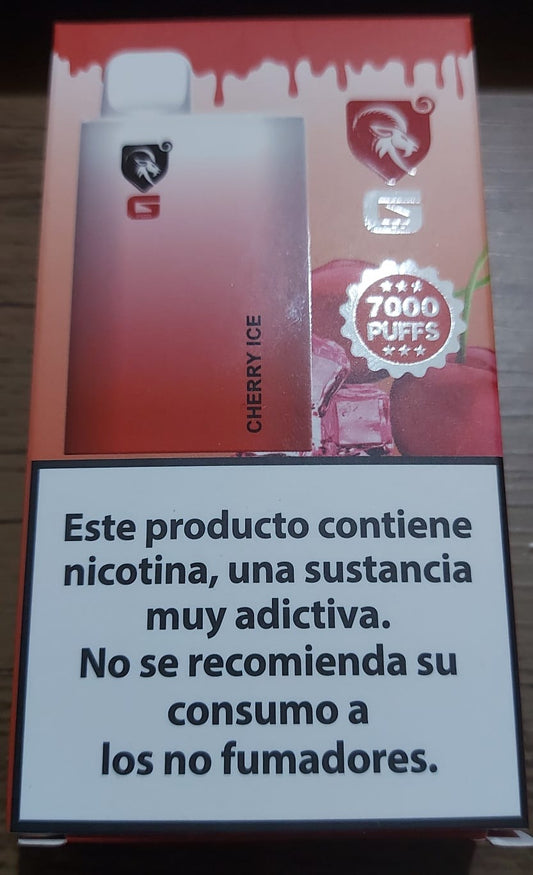 G
G
7000
PUFFS
CHERRY ICE
Este producto contiene
nicotina, una sustancia
muy adictiva.
No se recomienda su
consumo a
los no fumadores.